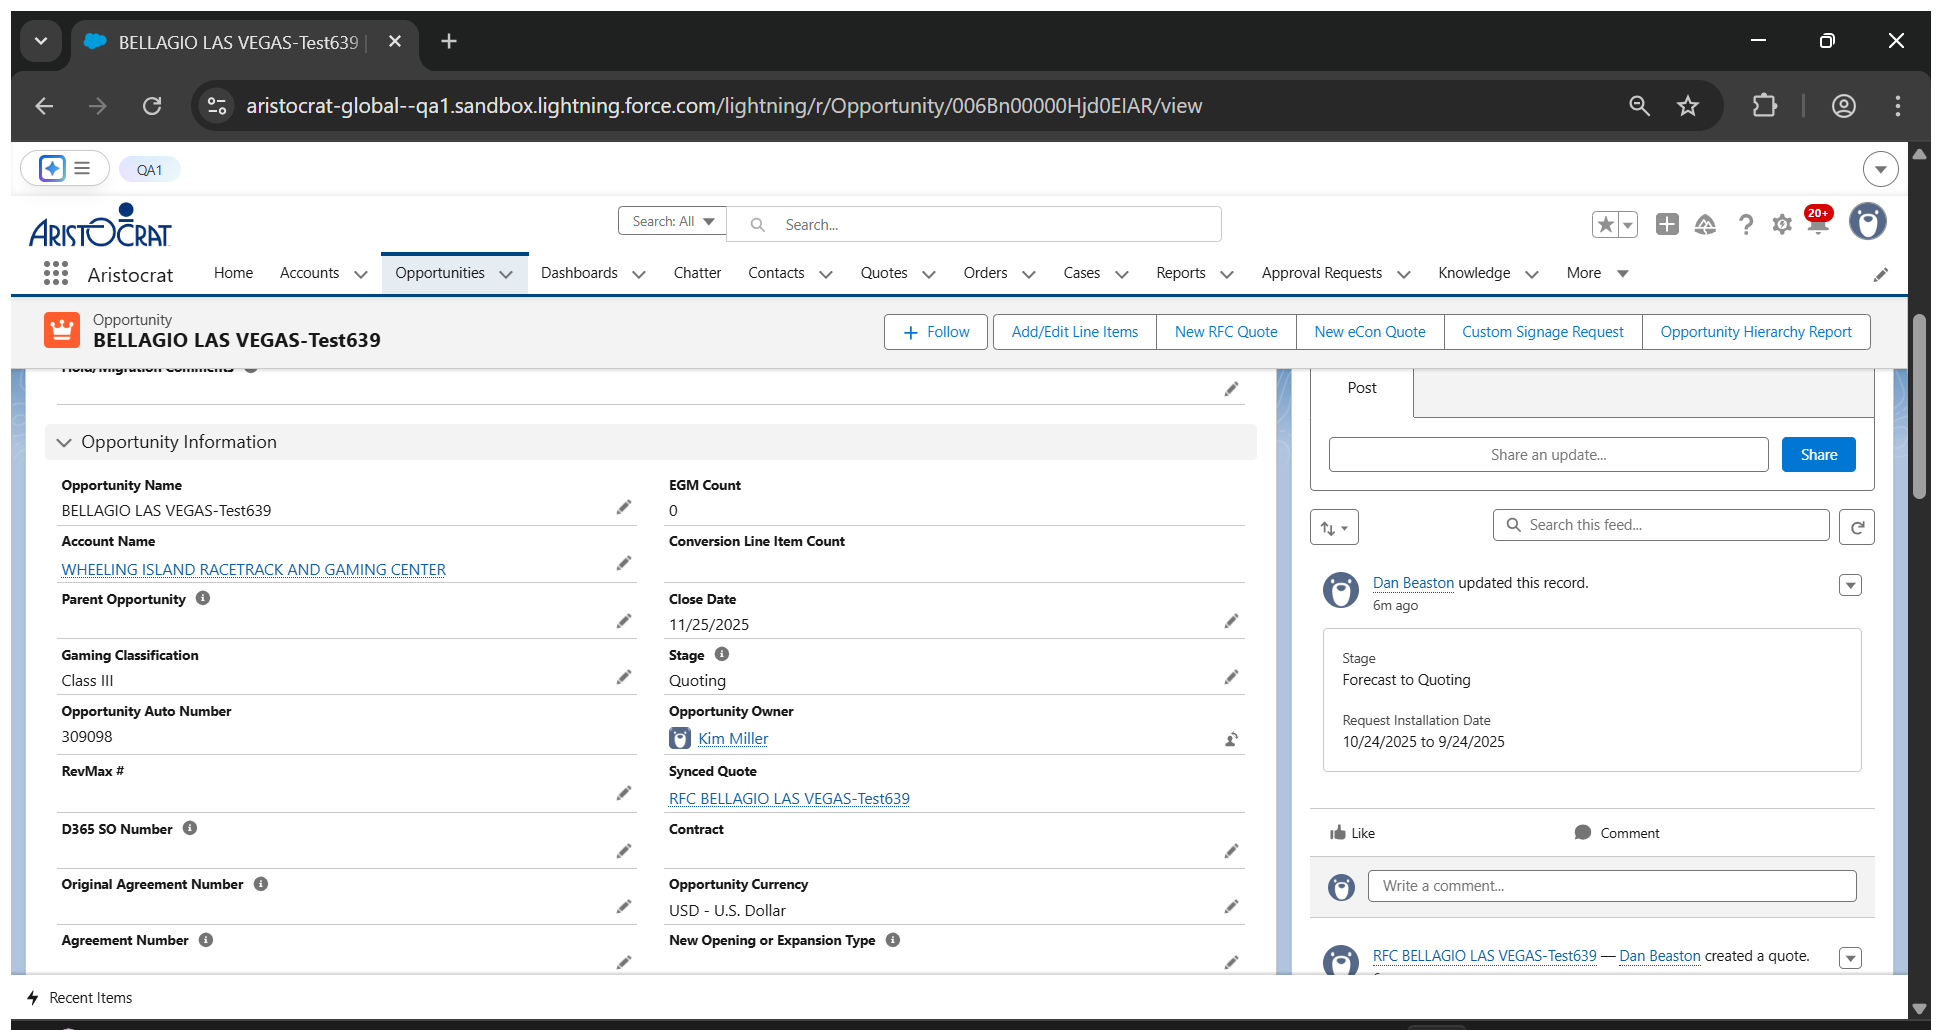 BELLAGIO LAS VEGAS-Test639 |
aristocrat-global--qa1.sandbox.lightning.force.com/lightning/r/Opportunity/006Bn00000Hjd0EIAR/view
QA1
ARISTOCRAT
Search: All
Search...
20+
Aristocrat
Home
Accounts
Opportunities
Dashboards
Chatter
Contacts
Quotes
Orders
Cases
Reports
Approval Requests
Knowledge
More
Opportunity
BELLAGIO LAS VEGAS-Test639
Follow
Add/Edit Line Items
New RFC Quote
New eCon Quote
Custom Signage Request
Opportunity Hierarchy Report
Hold/Migration Comments
Opportunity Information
Opportunity Name
BELLAGIO LAS VEGAS-Test639
EGM Count
0
Account Name
WHEELING ISLAND RACETRACK AND GAMING CENTER
Conversion Line Item Count
Parent Opportunity
Close Date
11/25/2025
Gaming Classification
Class III
Stage
Quoting
Opportunity Auto Number
309098
Opportunity Owner
Kim Miller
RevMax #
Synced Quote
RFC BELLAGIO LAS VEGAS-Test639
D365 SO Number
Contract
Original Agreement Number
Opportunity Currency
USD - U.S. Dollar
Agreement Number
New Opening or Expansion Type
Post
Share an update...
Share
Search this feed...
Dan Beaston updated this record.
6m ago
Stage
Forecast to Quoting
Request Installation Date
10/24/2025 to 9/24/2025
Like
Comment
Write a comment...
RFC BELLAGIO LAS VEGAS-Test639 — Dan Beaston created a quote.
Recent Items